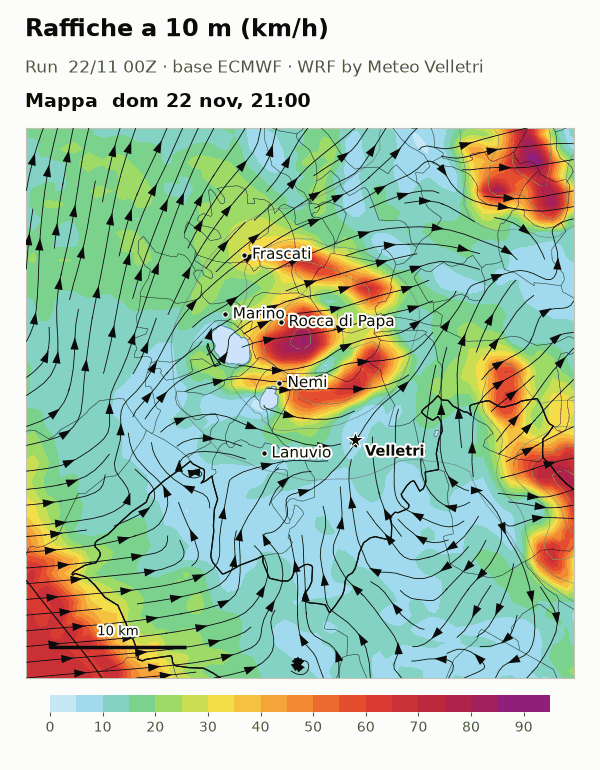 Raffiche a 10 m (km/h)
Run  22/11 00Z · base ECMWF · WRF by Meteo Velletri
Mappa  dom 22 nov, 21:00
Frascati
Marino
Rocca di Papa
Nemi
Lanuvio
Velletri
10 km
0 10 20 30 40 50 60 70 80 90